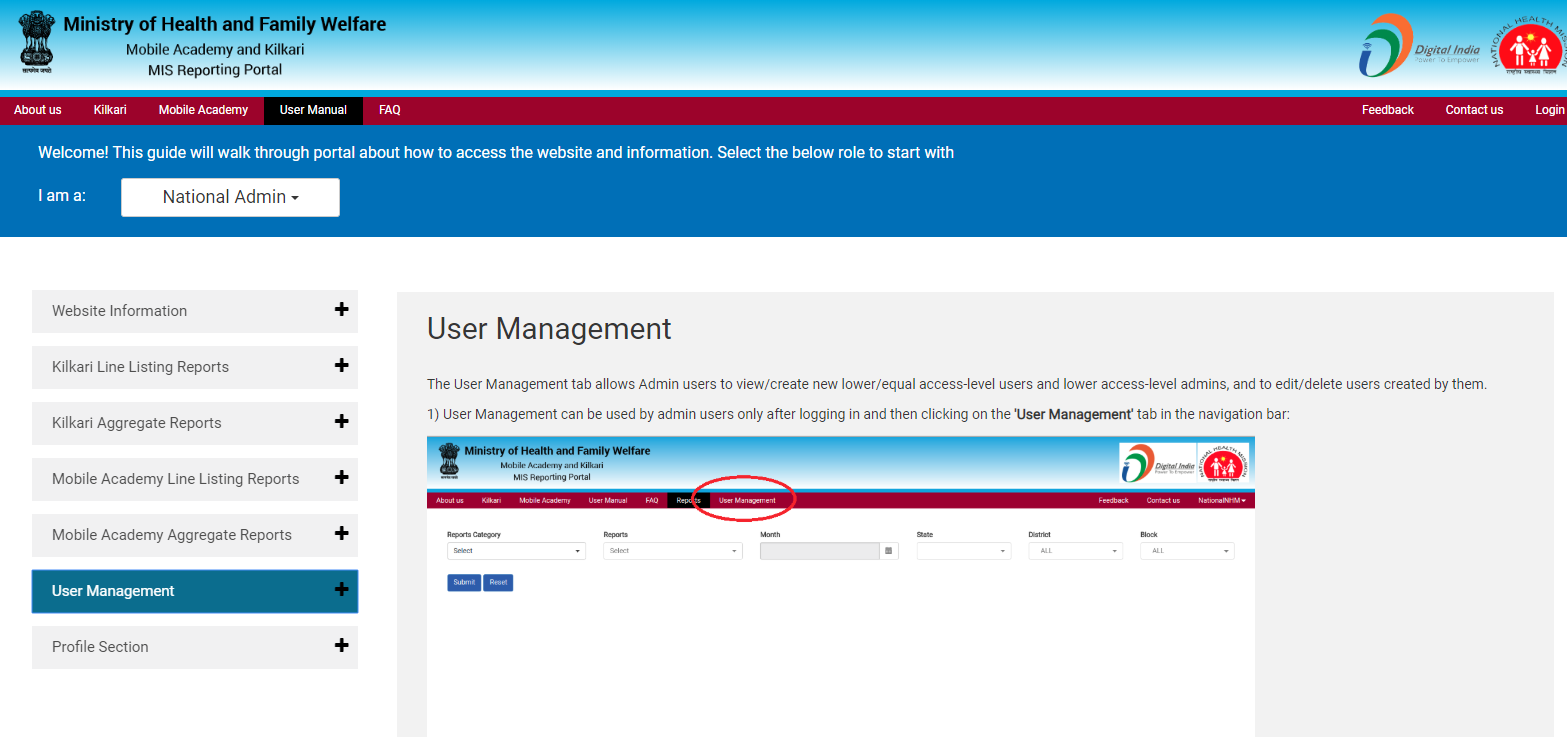 Ministry of Health and Family Welfare
Mobile Academy and Kilkari
MIS Reporting Portal
सत्यमेव जयते
Digital India
Power To Empower
NATIONAL HEALTH MISSION
राष्ट्रीय स्वास्थ्य मिशन
About us Kilkari Mobile Academy User Manual FAQ Feedback Contact us Login
Welcome! This guide will walk through portal about how to access the website and information. Select the below role to start with
I am a: National Admin
Website Information
Kilkari Line Listing Reports
Kilkari Aggregate Reports
Mobile Academy Line Listing Reports
Mobile Academy Aggregate Reports
User Management
Profile Section
User Management
The User Management tab allows Admin users to view/create new lower/equal access-level users and lower access-level admins, and to edit/delete users created by them.
1) User Management can be used by admin users only after logging in and then clicking on the 'User Management' tab in the navigation bar:
Ministry of Health and Family Welfare
Mobile Academy and Kilkari
MIS Reporting Portal
Digital India
Power To Empower
NATIONAL HEALTH MISSION
About us Kilkari Mobile Academy User Manual FAQ Reports User Management Feedback Contact us NationalNHM
Reports Category Reports Month State District Block
Select Select ALL ALL
Submit Reset